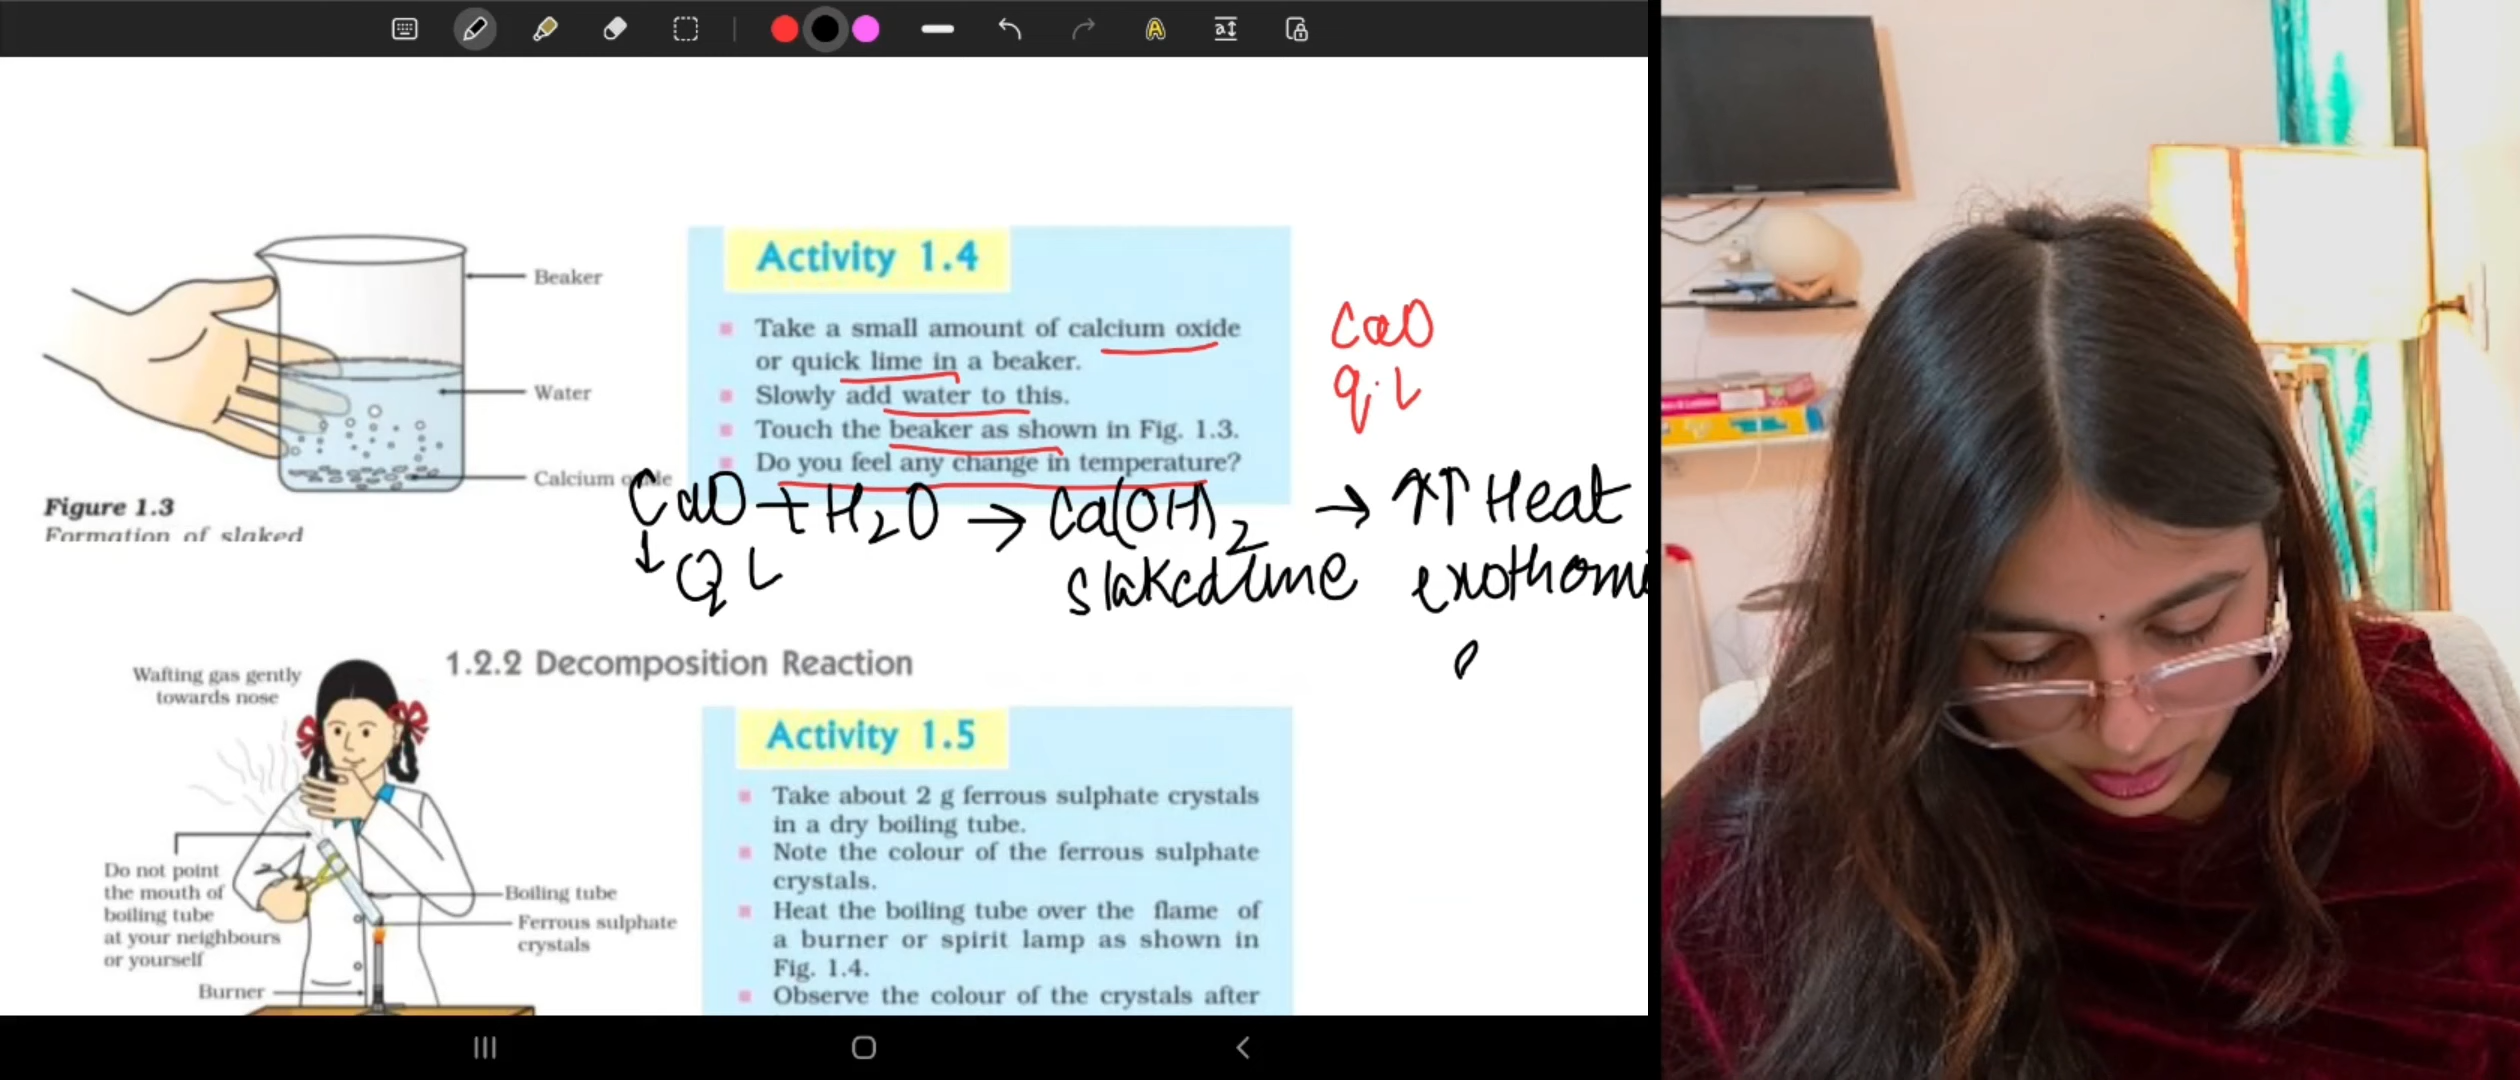 Beaker
Water
Calcium oxide
Figure 1.3
Formation of slaked
Activity 1.4
Take a small amount of calcium oxide
or quick lime in a beaker.
Slowly add water to this.
Touch the beaker as shown in Fig. 1.3.
Do you feel any change in temperature?
CaO
q.L
CaO + H2O → Ca(OH)2 → ↑↑ Heat
↓ QL
slakedlime exothomi
1.2.2 Decomposition Reaction
Wafting gas gently
towards nose
Do not point
the mouth of
boiling tube
at your neighbours
or yourself
Boiling tube
Ferrous sulphate
crystals
Burner
Activity 1.5
Take about 2 g ferrous sulphate crystals
in a dry boiling tube.
Note the colour of the ferrous sulphate
crystals.
Heat the boiling tube over the flame of
a burner or spirit lamp as shown in
Fig. 1.4.
Observe the colour of the crystals after